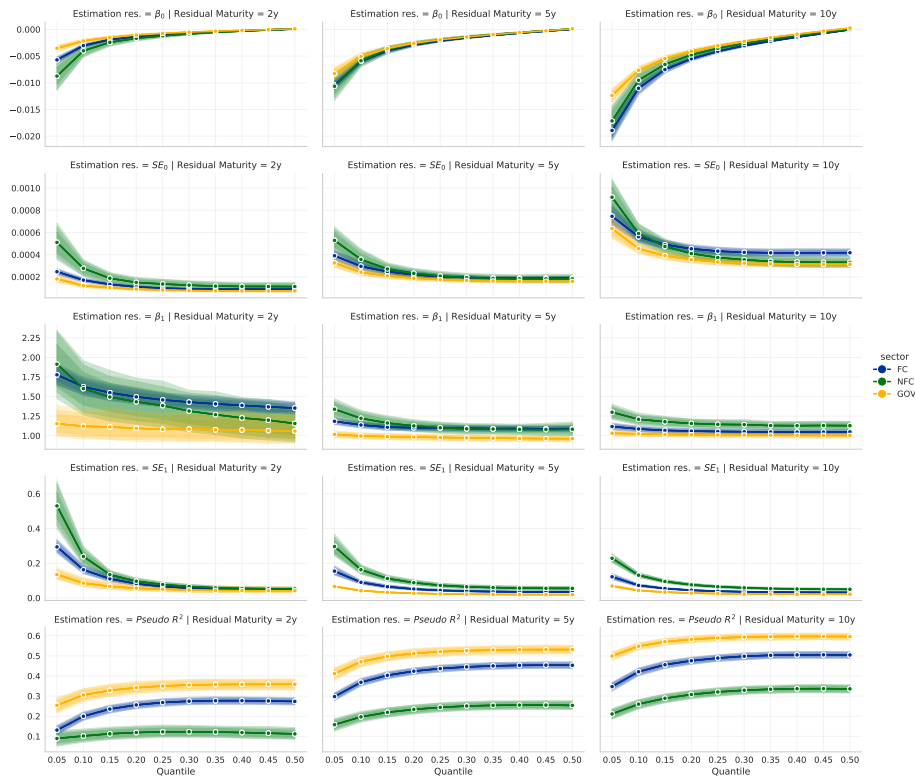 Estimation res. = β₀ | Residual Maturity = 2y
Estimation res. = β₀ | Residual Maturity = 5y
Estimation res. = β₀ | Residual Maturity = 10y
0.000
−0.005
−0.010
−0.015
−0.020
Estimation res. = SE₀ | Residual Maturity = 2y
Estimation res. = SE₀ | Residual Maturity = 5y
Estimation res. = SE₀ | Residual Maturity = 10y
0.0010
0.0008
0.0006
0.0004
0.0002
Estimation res. = β₁ | Residual Maturity = 2y
Estimation res. = β₁ | Residual Maturity = 5y
Estimation res. = β₁ | Residual Maturity = 10y
2.25
2.00
1.75
1.50
1.25
1.00
sector
FC
NFC
GOV
Estimation res. = SE₁ | Residual Maturity = 2y
Estimation res. = SE₁ | Residual Maturity = 5y
Estimation res. = SE₁ | Residual Maturity = 10y
0.6
0.4
0.2
0.0
Estimation res. = Pseudo R² | Residual Maturity = 2y
Estimation res. = Pseudo R² | Residual Maturity = 5y
Estimation res. = Pseudo R² | Residual Maturity = 10y
0.6
0.5
0.4
0.3
0.2
0.1
0.05 0.10 0.15 0.20 0.25 0.30 0.35 0.40 0.45 0.50
Quantile
0.05 0.10 0.15 0.20 0.25 0.30 0.35 0.40 0.45 0.50
Quantile
0.05 0.10 0.15 0.20 0.25 0.30 0.35 0.40 0.45 0.50
Quantile